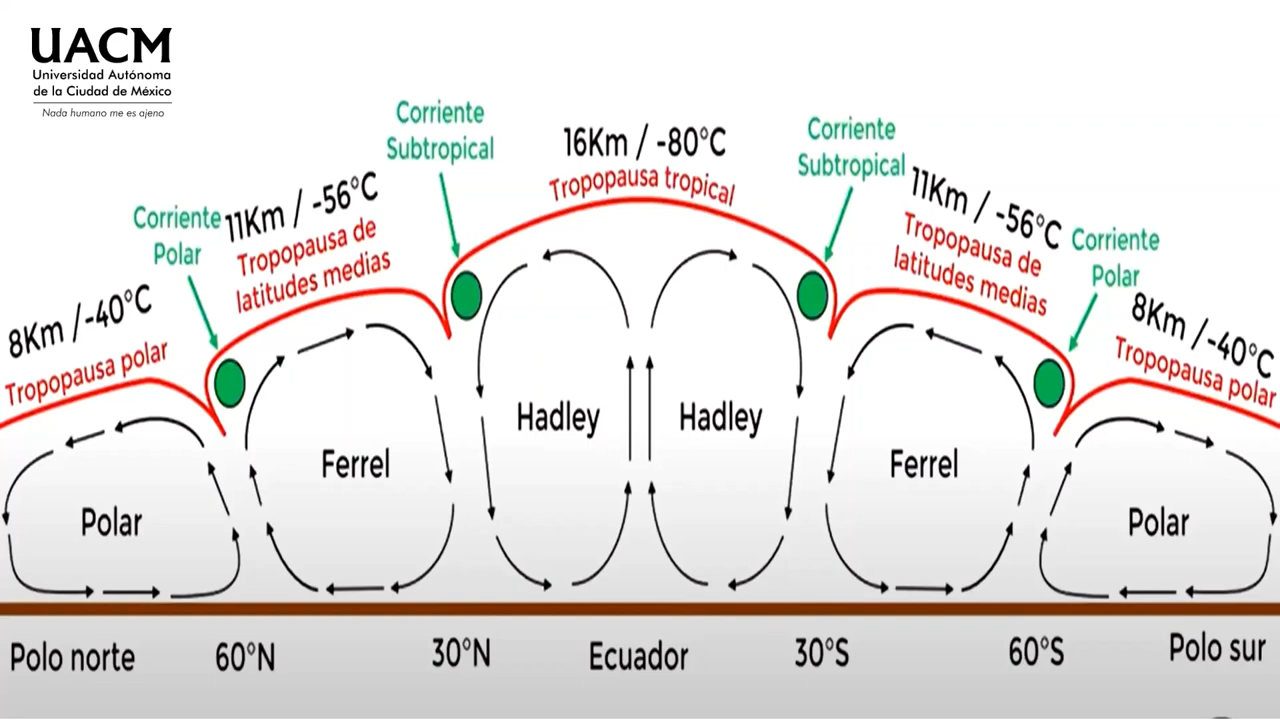 UACM
Universidad Autónoma
de la Ciudad de México
Nada humano me es ajeno
Corriente
Subtropical
16Km / -80°C
Tropopausa tropical
Corriente
Subtropical
11Km / -56°C
Tropopausa de
latitudes medias
Corriente
Polar
11Km / -56°C
Tropopausa de
latitudes medias
Corriente
Polar
8Km /-40°C
Tropopausa polar
8Km /-40°C
Tropopausa polar
Polar
Ferrel
Hadley
Hadley
Ferrel
Polar
Polo norte
60°N
30°N
Ecuador
30°S
60°S
Polo sur